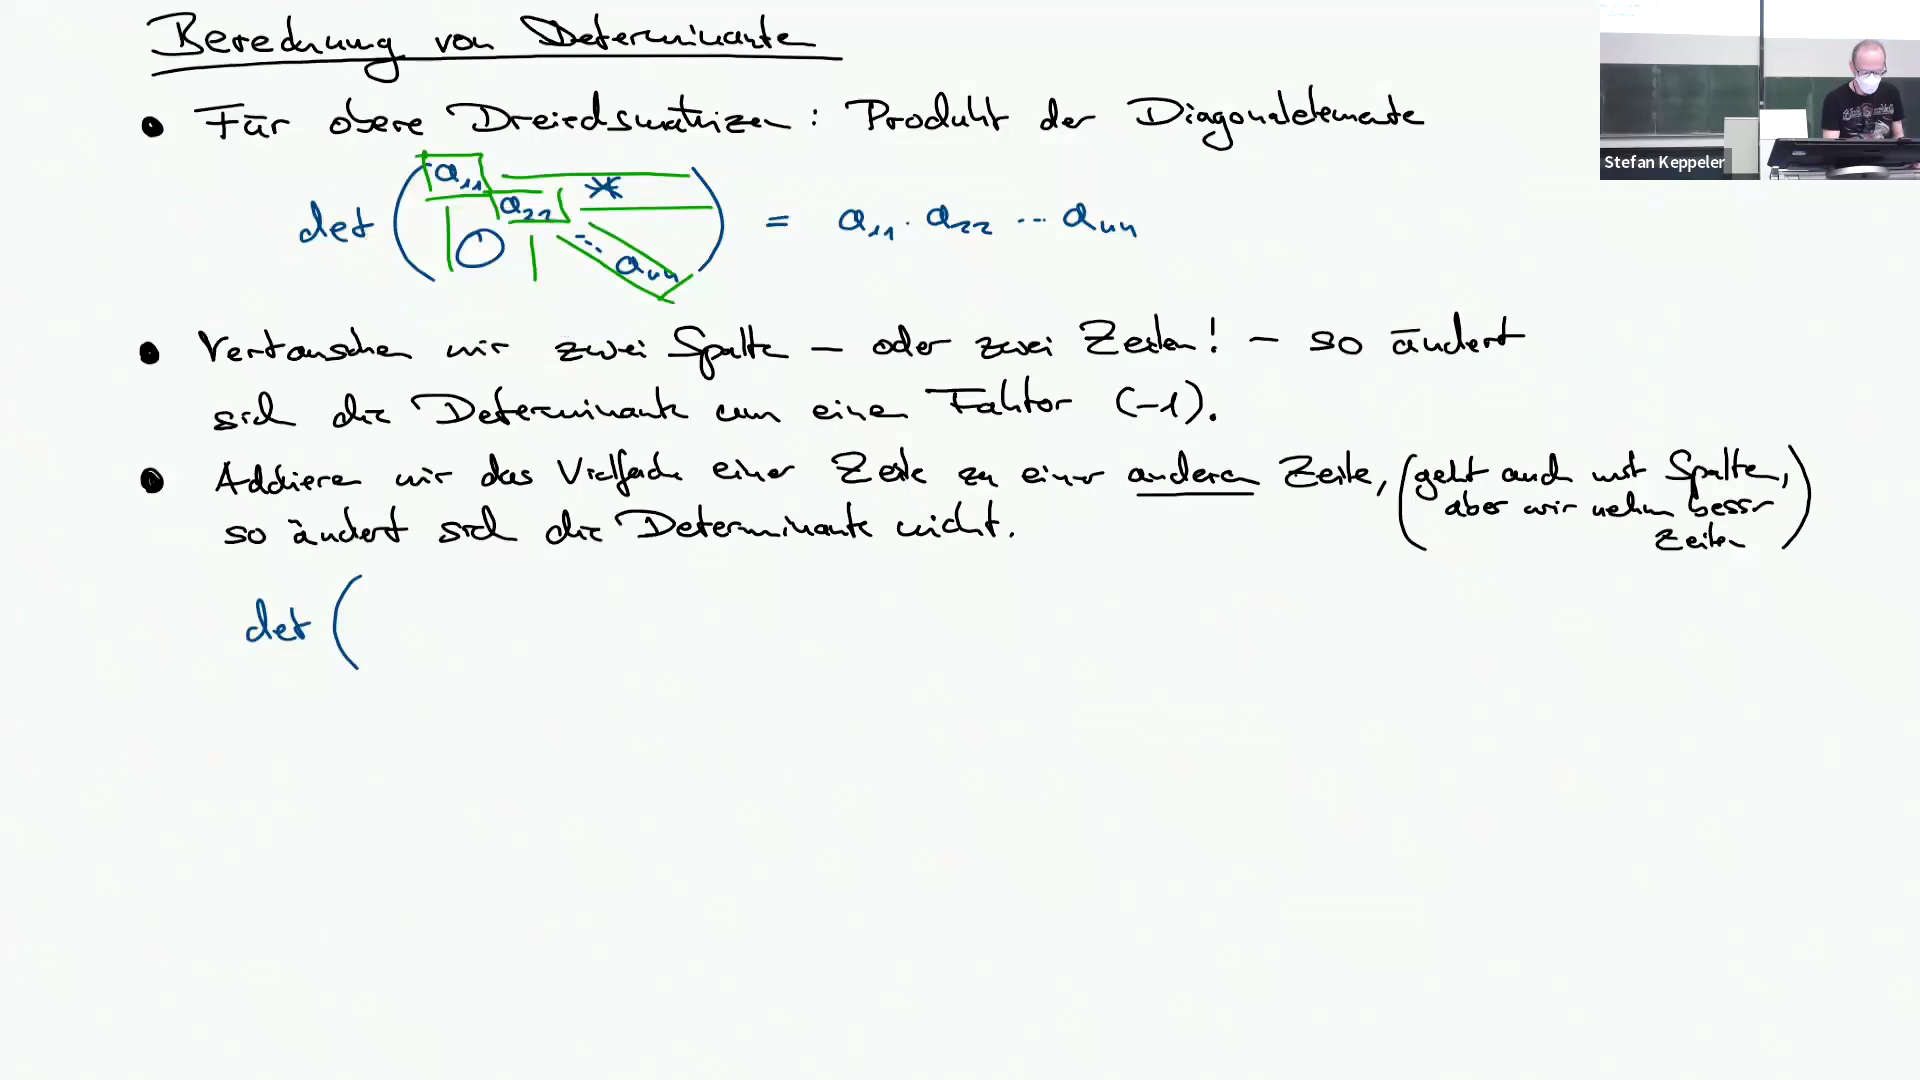 Berechnung von Determinanten
• Für obere Dreiecksmatrizen : Produkt der Diagonalelemente
det ( a₁₁ a₂₂ * 0 ⋱ aₙₙ ) = a₁₁ · a₂₂ ··· aₙₙ
• Vertauschen wir zwei Spalten – oder zwei Zeilen! – so ändert
sich die Determinante um einen Faktor (-1).
• Addieren wir das Vielfache einer Zeile zu einer anderen Zeile, (geht auch mit Spalten,
aber wir nehmen besser
Zeilen)
so ändert sich die Determinante nicht.
det (
Stefan Keppeler